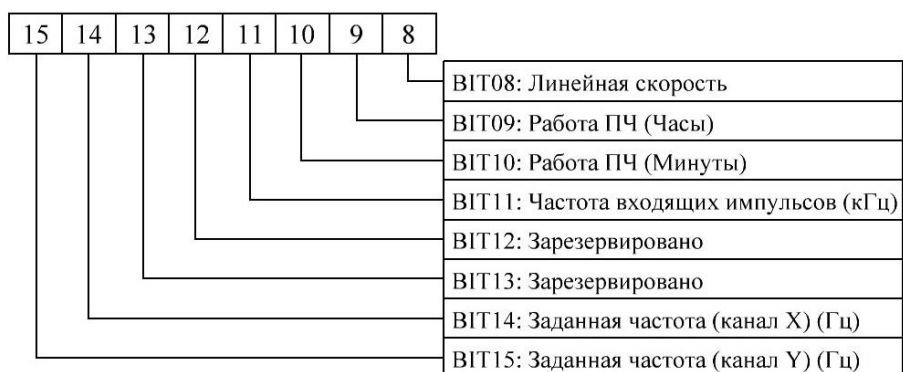 15 14 13 12 11 10 9 8
BIT08: Линейная скорость
BIT09: Работа ПЧ (Часы)
BIT10: Работа ПЧ (Минуты)
BIT11: Частота входящих импульсов (кГц)
BIT12: Зарезервировано
BIT13: Зарезервировано
BIT14: Заданная частота (канал X) (Гц)
BIT15: Заданная частота (канал Y) (Гц)